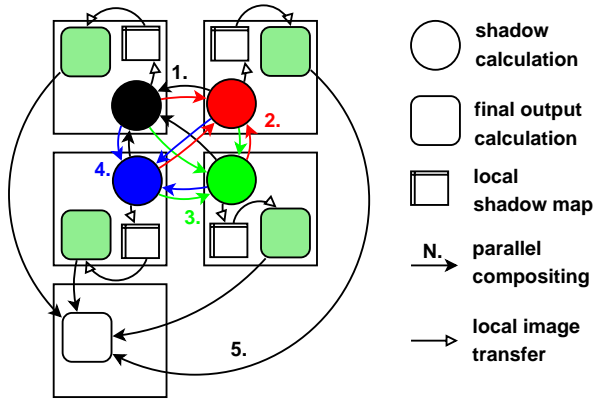 1.
2.
4.
3.
5.
shadow
calculation
final output
calculation
local
shadow map
N.
parallel
compositing
local image
transfer